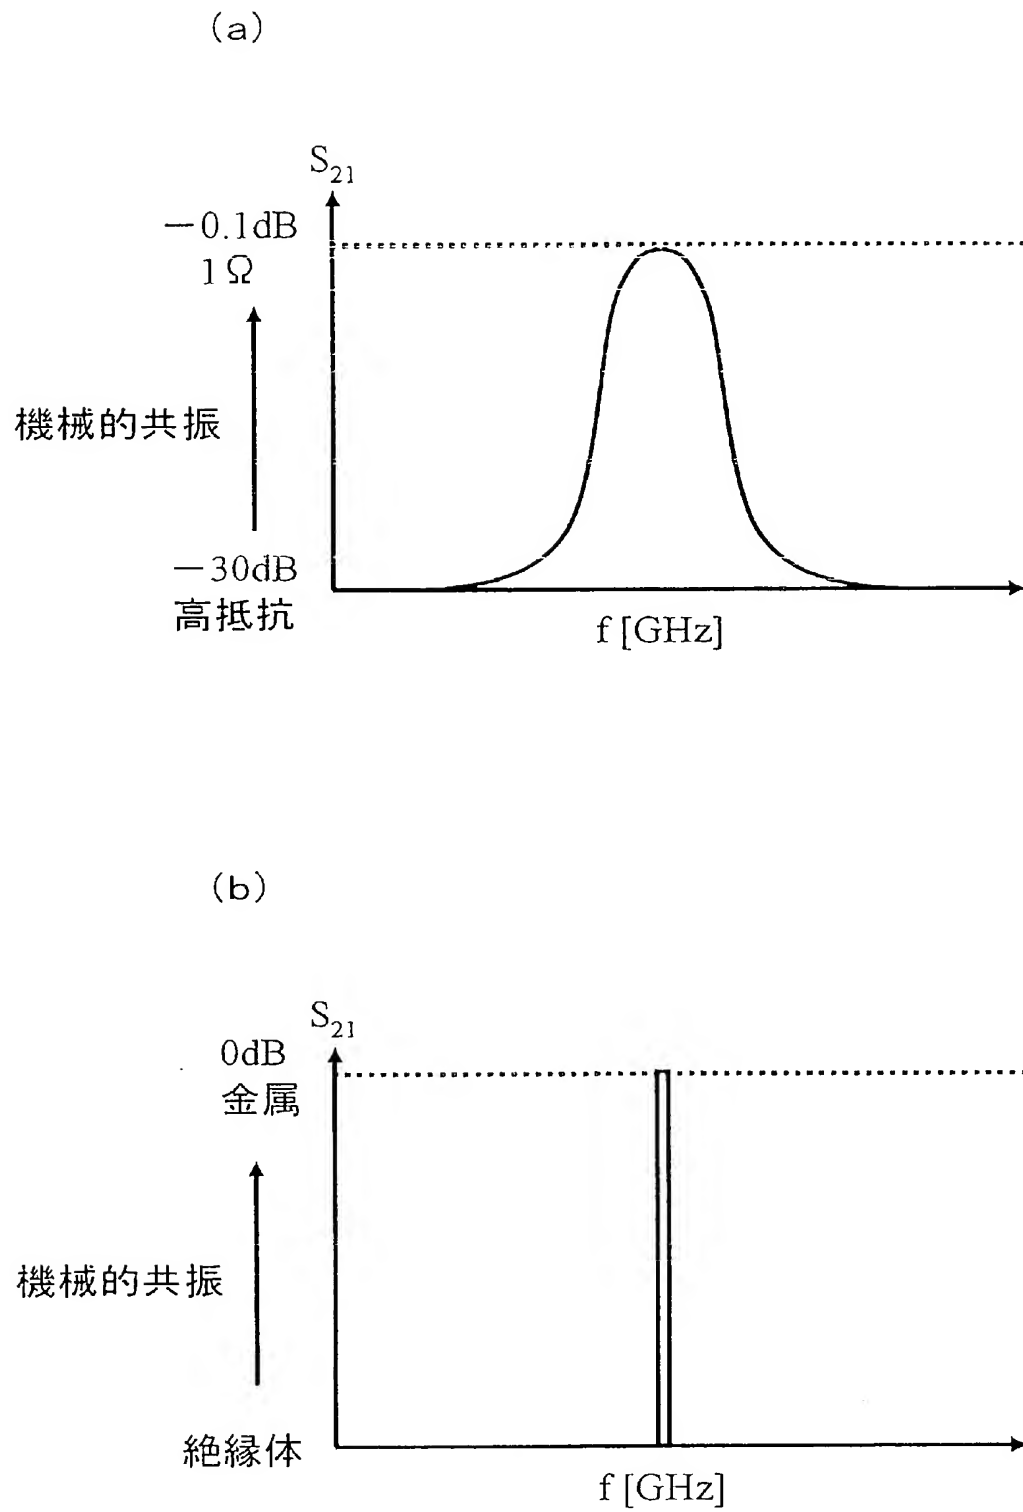 (a)
S21
－0.1dB
1Ω
機械的共振
－30dB
高抵抗
f [GHz]
(b)
S21
0dB
金属
機械的共振
絶縁体
f [GHz]